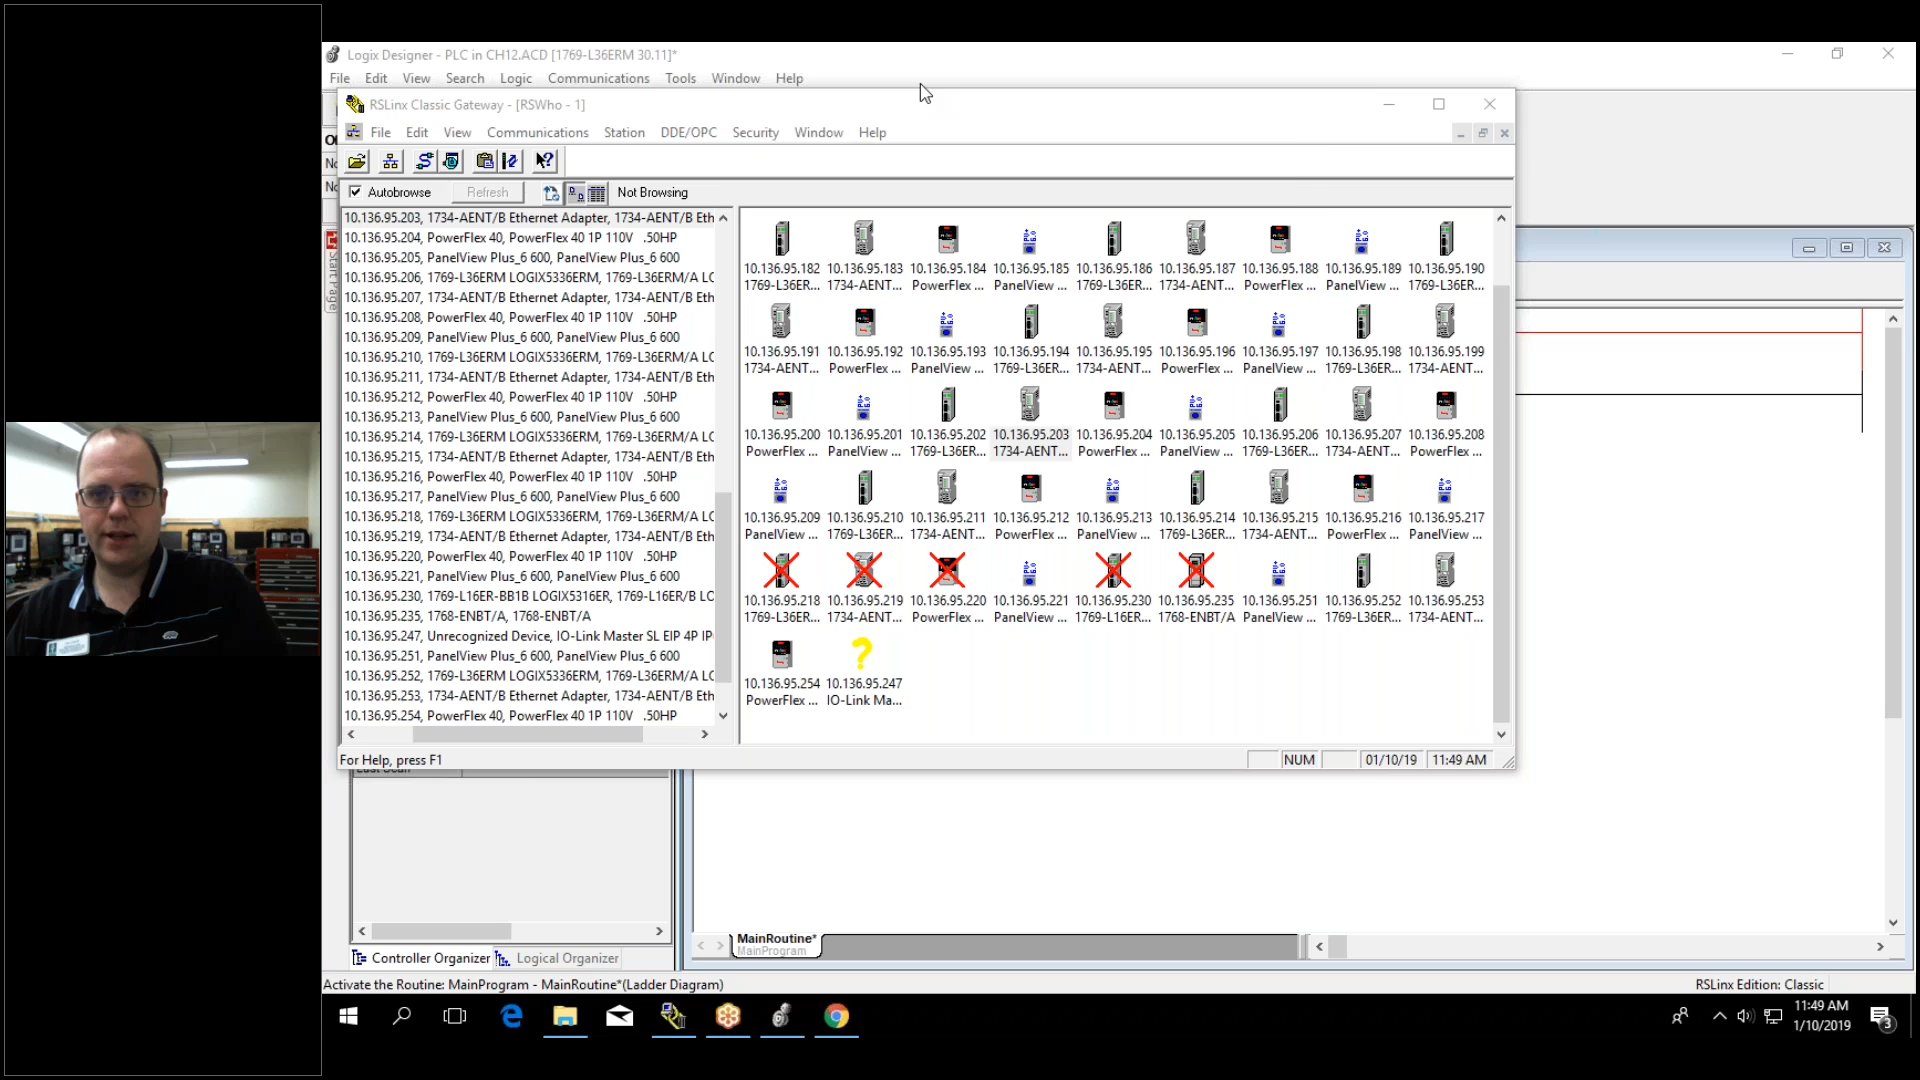 Logix Designer - PLC in CH12.ACD [1769-L36ERM 30.11]*
File Edit View Search Logic Communications Tools Window Help
RSLinx Classic Gateway - [RSWho - 1]
File Edit View Communications Station DDE/OPC Security Window Help
Autobrowse Refresh Not Browsing
Start Page
10.136.95.203, 1734-AENT/B Ethernet Adapter, 1734-AENT/B Eth
10.136.95.204, PowerFlex 40, PowerFlex 40 1P 110V .50HP
10.136.95.205, PanelView Plus_6 600, PanelView Plus_6 600
10.136.95.206, 1769-L36ERM LOGIX5336ERM, 1769-L36ERM/A LO
10.136.95.207, 1734-AENT/B Ethernet Adapter, 1734-AENT/B Eth
10.136.95.208, PowerFlex 40, PowerFlex 40 1P 110V .50HP
10.136.95.209, PanelView Plus_6 600, PanelView Plus_6 600
10.136.95.210, 1769-L36ERM LOGIX5336ERM, 1769-L36ERM/A LO
10.136.95.211, 1734-AENT/B Ethernet Adapter, 1734-AENT/B Eth
10.136.95.212, PowerFlex 40, PowerFlex 40 1P 110V .50HP
10.136.95.213, PanelView Plus_6 600, PanelView Plus_6 600
10.136.95.214, 1769-L36ERM LOGIX5336ERM, 1769-L36ERM/A LO
10.136.95.215, 1734-AENT/B Ethernet Adapter, 1734-AENT/B Eth
10.136.95.216, PowerFlex 40, PowerFlex 40 1P 110V .50HP
10.136.95.217, PanelView Plus_6 600, PanelView Plus_6 600
10.136.95.218, 1769-L36ERM LOGIX5336ERM, 1769-L36ERM/A LO
10.136.95.219, 1734-AENT/B Ethernet Adapter, 1734-AENT/B Eth
10.136.95.220, PowerFlex 40, PowerFlex 40 1P 110V .50HP
10.136.95.221, PanelView Plus_6 600, PanelView Plus_6 600
10.136.95.230, 1769-L16ER-BB1B LOGIX5316ER, 1769-L16ER/B LO
10.136.95.235, 1768-ENBT/A, 1768-ENBT/A
10.136.95.247, Unrecognized Device, IO-Link Master SL EIP 4P IP
10.136.95.251, PanelView Plus_6 600, PanelView Plus_6 600
10.136.95.252, 1769-L36ERM LOGIX5336ERM, 1769-L36ERM/A LO
10.136.95.253, 1734-AENT/B Ethernet Adapter, 1734-AENT/B Eth
10.136.95.254, PowerFlex 40, PowerFlex 40 1P 110V .50HP
10.136.95.182 10.136.95.183 10.136.95.184 10.136.95.185 10.136.95.186 10.136.95.187 10.136.95.188 10.136.95.189 10.136.95.190
1769-L36ER... 1734-AENT... PowerFlex ... PanelView ... 1769-L36ER... 1734-AENT... PowerFlex ... PanelView ... 1769-L36ER...
10.136.95.191 10.136.95.192 10.136.95.193 10.136.95.194 10.136.95.195 10.136.95.196 10.136.95.197 10.136.95.198 10.136.95.199
1734-AENT... PowerFlex ... PanelView ... 1769-L36ER... 1734-AENT... PowerFlex ... PanelView ... 1769-L36ER... 1734-AENT...
10.136.95.200 10.136.95.201 10.136.95.202 10.136.95.203 10.136.95.204 10.136.95.205 10.136.95.206 10.136.95.207 10.136.95.208
PowerFlex ... PanelView ... 1769-L36ER... 1734-AENT... PowerFlex ... PanelView ... 1769-L36ER... 1734-AENT... PowerFlex ...
10.136.95.209 10.136.95.210 10.136.95.211 10.136.95.212 10.136.95.213 10.136.95.214 10.136.95.215 10.136.95.216 10.136.95.217
PanelView ... 1769-L36ER... 1734-AENT... PowerFlex ... PanelView ... 1769-L36ER... 1734-AENT... PowerFlex ... PanelView ...
10.136.95.218 10.136.95.219 10.136.95.220 10.136.95.221 10.136.95.230 10.136.95.235 10.136.95.251 10.136.95.252 10.136.95.253
1769-L36ER... 1734-AENT... PowerFlex ... PanelView ... 1769-L16ER... 1768-ENBT/A PanelView ... 1769-L36ER... 1734-AENT...
10.136.95.254 10.136.95.247
PowerFlex ... IO-Link Ma...
For Help, press F1 NUM 01/10/19 11:49 AM
MainRoutine*
MainProgram
Controller Organizer Logical Organizer
Activate the Routine: MainProgram - MainRoutine*(Ladder Diagram) RSLinx Edition: Classic
11:49 AM
1/10/2019
3